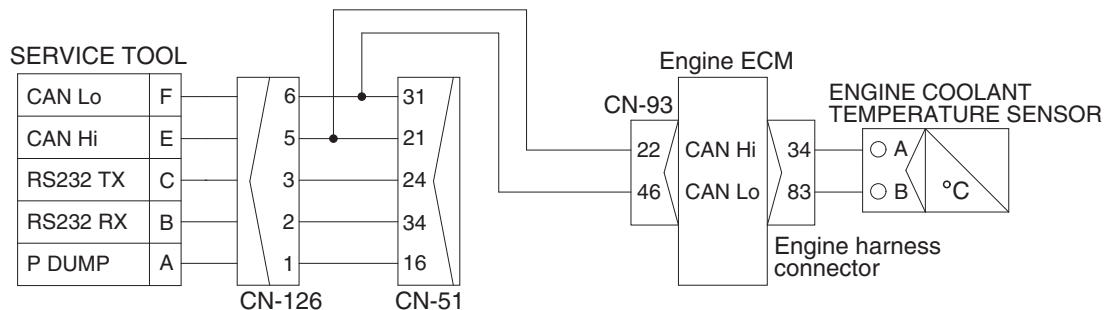 SERVICE TOOL
CAN Lo F 6 31
CAN Hi E 5 21
RS232 TX C 3 24
RS232 RX B 2 34
P DUMP A 1 16
CN-126 CN-51
Engine ECM
CN-93
22 CAN Hi 34
46 CAN Lo 83
Engine harness
connector
ENGINE COOLANT
TEMPERATURE SENSOR
A
B °C